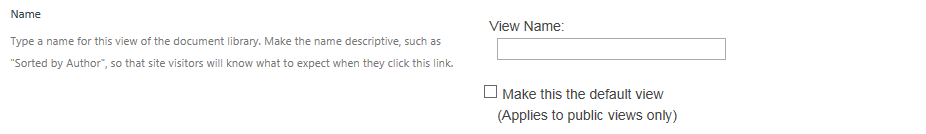 Name
Type a name for this view of the document library. Make the name descriptive, such as
"Sorted by Author", so that site visitors will know what to expect when they click this link.
View Name:
Make this the default view
(Applies to public views only)